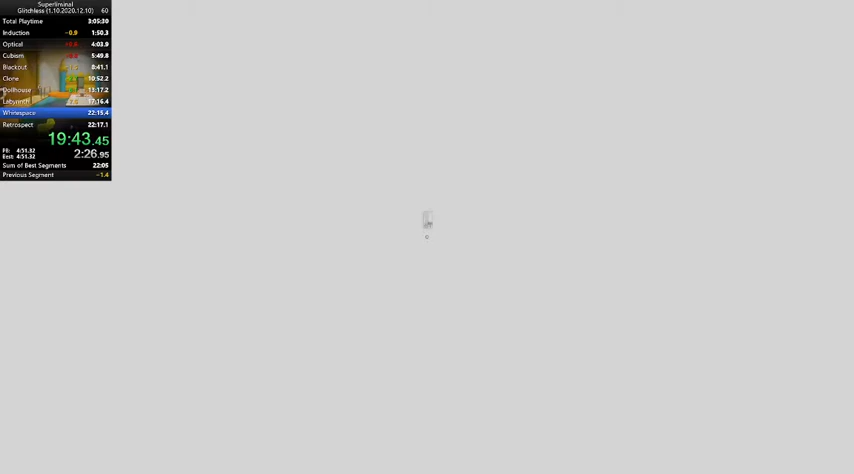 Superliminal
Glitchless (1.10.2020.12.10) 60
Total Playtime 3:05:30
Induction −0.9 1:50.3
Optical 4:03.9
Cubism 5:49.8
Blackout 8:41.1
Clone 10:52.2
Dollhouse 13:17.2
Labyrinth 17:16.4
Whitespace 22:15.4
Retrospect 22:17.1
19:43.45
PB: 4:51.32
Best: 4:51.32
2:26.95
Sum of Best Segments 22:05
Previous Segment −1.4